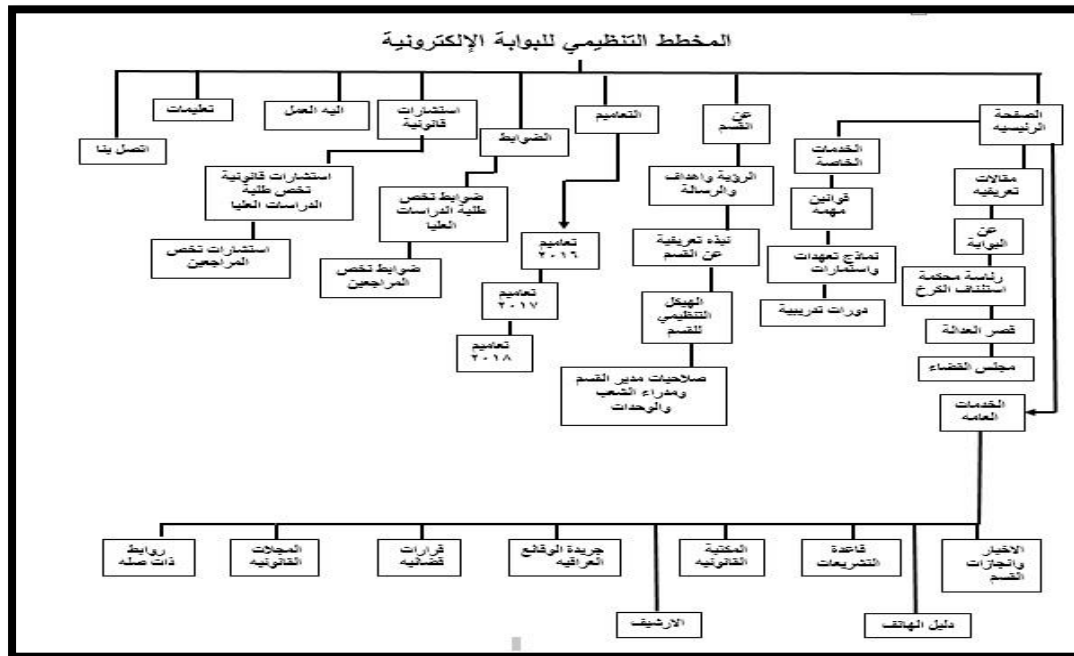 المخطط التنظيمي للبوابة الإلكترونية
الصفحة
الرئيسيه
عن
القسم
التعاميم
الضوابط
استشارات
قانونية
اليه العمل
تعليمات
اتصل بنا
مقالات
تعريفيه
عن
البوابة
رئاسة محكمة
استئناف الكرخ
قصر العدالة
مجلس القضاء
الخدمات
العامه
الخدمات
الخاصة
قوانين
مهمه
نماذج تعهدات
واستمارات
دورات تدريبية
الرؤية واهداف
والرسالة
نبذه تعريفية
عن القسم
الهيكل
التنظيمي
للقسم
صلاحيات مدير القسم
ومدراء الشعب
والوحدات
تعاميم
٢٠١٦
تعاميم
٢٠١٧
تعاميم
٢٠١٨
ضوابط تخص
طلبة الدراسات
العليا
ضوابط تخص
المراجعين
استشارات قانونية
تخص طلبة
الدراسات العليا
استشارات تخص
المراجعين
الاخبار
وانجازات
القسم
دليل الهاتف
قاعدة
التشريعات
المكتبة
القانونيه
الارشيف
جريدة الوقائع
العراقيه
قرارات
قضائيه
المجلات
القانونيه
روابط
ذات صله